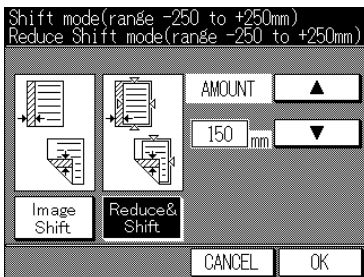 Shift mode(range -250 to +250mm)
Reduce Shift mode(range -250 to +250mm)
AMOUNT
150 mm
Image
Shift
Reduce&
Shift
CANCEL
OK